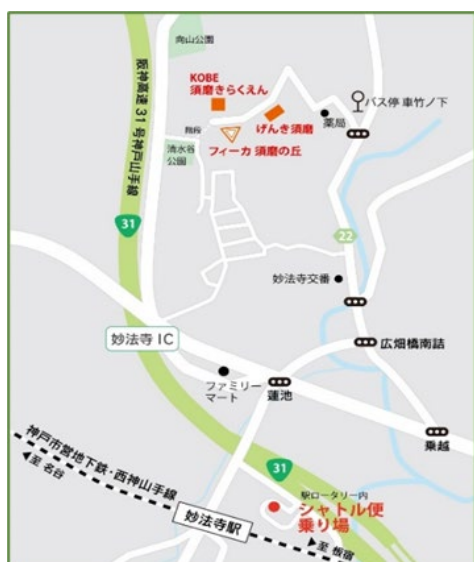 向山公園
KOBE
須磨きらくえん
バス停 車竹ノ下
薬局
げんき須磨
階段
フィーカ 須磨の丘
清水谷
公園
阪神高速31号神戸山手線
31
22
妙法寺交番
妙法寺 IC
広畑橋南詰
ファミリー
マート
蓮池
乗越
神戸市営地下鉄・西神山手線
至 名谷
31
駅ロータリー内
シャトル便
乗り場
妙法寺駅
至 板宿